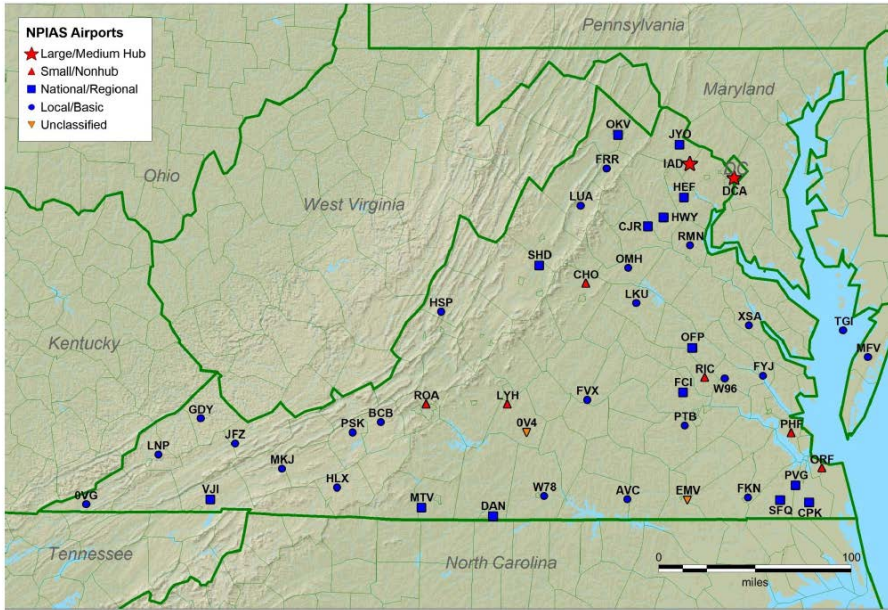 NPIAS Airports
Large/Medium Hub
Small/Nonhub
National/Regional
Local/Basic
Unclassified
Pennsylvania
Maryland
Ohio
West Virginia
Kentucky
Tennessee
North Carolina
DC
OKV
JYO
IAD
FRR
DCA
HEF
LUA
HWY
CJR
RMN
SHD
OMH
CHO
LKU
HSP
XSA
TGI
OFP
MFV
RIC
FYJ
W96
FCI
ROA
LYH
FVX
GDY
BCB
PSK
0V4
PTB
PHF
JFZ
LNP
MKJ
ORF
HLX
PVG
0VG
VJI
MTV
DAN
W78
AVC
EMV
FKN
SFQ
CPK
0 100
miles